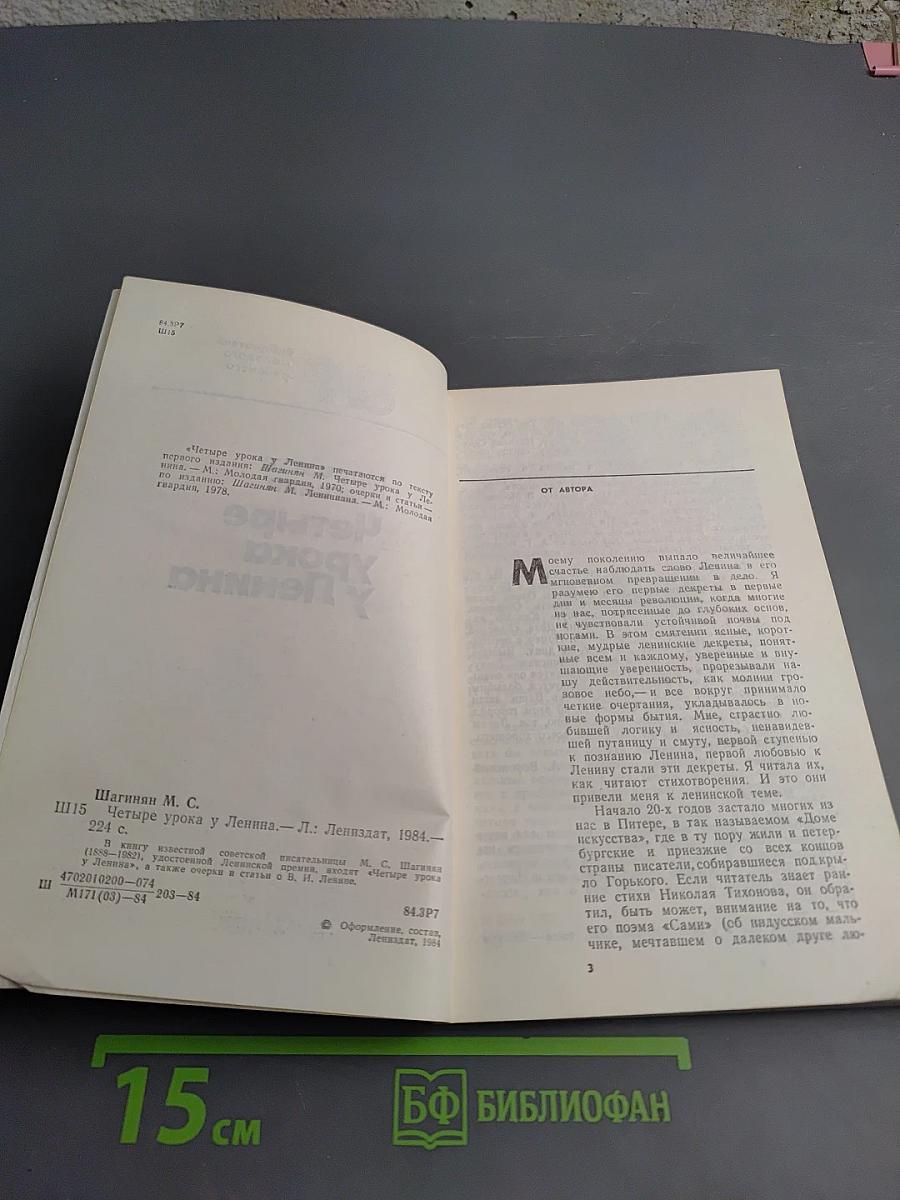 84.3Р7
Ш15
«Четыре урока у Ленина» печатаются по тексту
первого издания: Шагинян М. Четыре урока у Ле-
нина. — М.: Молодая гвардия, 1970; очерки и статьи —
по изданию: Шагинян М. Лениниана. — М.: Молодая
гвардия, 1978.
Шагинян М. С.
Ш15 Четыре урока у Ленина.— Л.: Лениздат, 1984.—
224 с.
В книгу известной советской писательницы М. С. Шагинян
(1888—1982), удостоенной Ленинской премии, входят «Четыре урока
у Ленина», а также очерки и статьи о В. И. Ленине.
Ш 4702010200—074
М171(03)—84 203—84
84.3Р7
© Оформление, состав,
Лениздат, 1984
ОТ АВТОРА
Моему поколению выпало величайшее
счастье наблюдать слово Ленина в его
мгновенном превращении в дело. Я
разумею его первые декреты в первые
дни и месяцы революции, когда многие
из нас, потрясенные до глубоких основ,
не чувствовали устойчивой почвы под
ногами. В этом смятении ясные, корот-
кие, мудрые ленинские декреты, понят-
ные всем и каждому, уверенные и вну-
шающие уверенность, прорезывали на-
шу действительность, как молнии гро-
зовое небо,— и все вокруг принимало
четкие очертания, укладывалось в но-
вые формы бытия. Мне, страстно лю-
бившей логику и ясность, ненавидев-
шей путаницу и смуту, первой ступенью
к познанию Ленина, первой любовью к
Ленину стали эти декреты. Я читала их,
как читают стихотворения. И это они
привели меня к ленинской теме.
Начало 20-х годов застало многих из
нас в Питере, в так называемом «Доме
искусства», где в ту пору жили и петер-
бургские и приезжие со всех концов
страны писатели, собиравшиеся под кры-
ло Горького. Если читатель знает ран-
ние стихи Николая Тихонова, он обра-
тил, быть может, внимание на то, что
его поэма «Сами» (об индусском маль-
чике, мечтавшем о далеком друге лю-
3
15 см
БФ БИБЛИОФАН